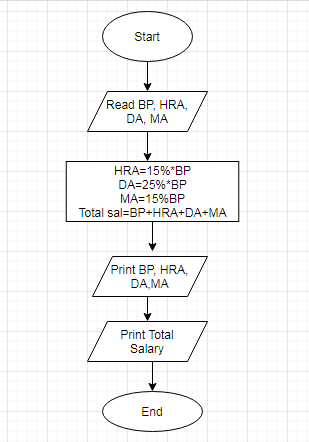 Start
Read BP, HRA,
DA, MA
HRA=15%*BP
DA=25%*BP
MA=15%BP
Total sal=BP+HRA+DA+MA
Print BP, HRA,
DA,MA
Print Total
Salary
End